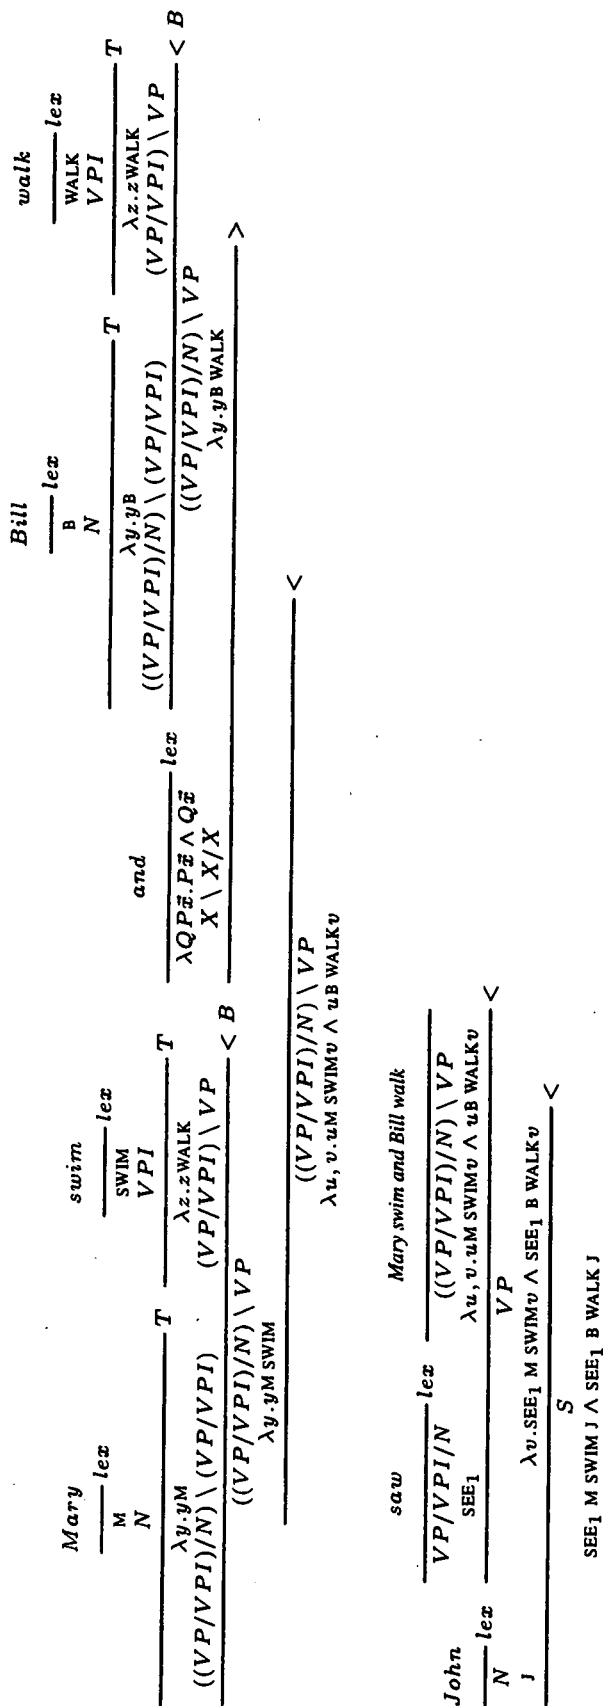 Mary swim and Bill walk
lex lex lex lex lex
M SWIM λQPx⃗.Px⃗ ∧ Qx⃗ B WALK
N VPI X \ X/X N VPI
T T T T
λy.yM λz.zWALK λy.yB λz.zWALK
((VP/VPI)/N) \ (VP/VPI) (VP/VPI) \ VP ((VP/VPI)/N) \ (VP/VPI) (VP/VPI) \ VP
< B < B
((VP/VPI)/N) \ VP ((VP/VPI)/N) \ VP
λy.yM SWIM λy.yB WALK
>
<
((VP/VPI)/N) \ VP
λu, v.uM SWIMv ∧ uB WALKv
John saw Mary swim and Bill walk
lex lex
N VP/VPI/N ((VP/VPI)/N) \ VP
J SEE₁ λu, v.uM SWIMv ∧ uB WALKv
<
VP
λv.SEE₁ M SWIMv ∧ SEE₁ B WALKv
<
S
SEE₁ M SWIM J ∧ SEE₁ B WALK J